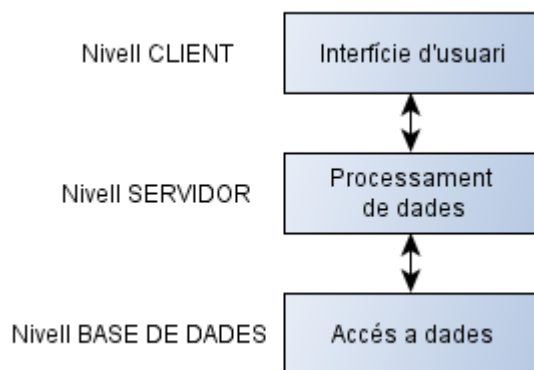 Nivell CLIENT
Interfície d'usuari
Nivell SERVIDOR
Processament
de dades
Nivell BASE DE DADES
Accés a dades